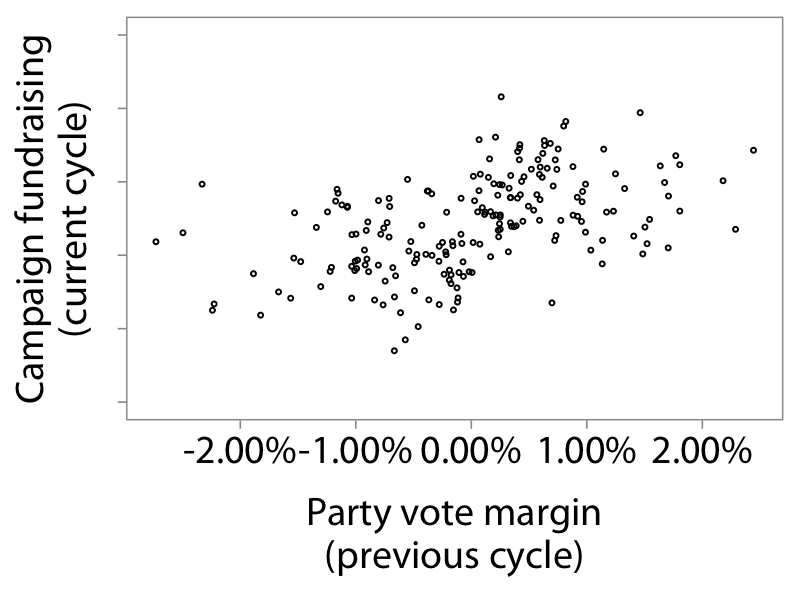 Campaign fundraising
(current cycle)
-2.00%
-1.00%
0.00%
1.00%
2.00%
Party vote margin
(previous cycle)